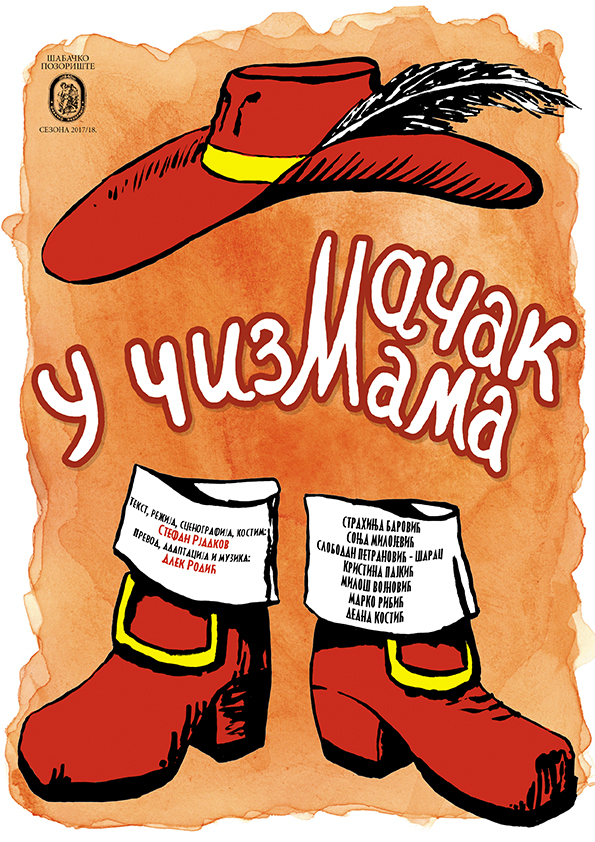 ШАБАЧКО
ПОЗОРИШТЕ
СЕЗОНА 2017/18.
Мачак
у чизМама
ТЕКСТ, РЕЖИЈА, СЦЕНОГРАФИЈА, КОСТИМ:
СТЕФАН РЈАДКОВ
ПРЕВОД, АДАПТАЦИЈА И МУЗИКА:
АЛЕК РОДИЋ
СТРАХИЊА БАРОВИЋ
СОЊА МИЛОЈЕВИЋ
СЛОБОДАН ПЕТРАНОВИЋ - ШАРАЦ
КРИСТИНА ПАЈКИЋ
МИЛОШ ВОЈНОВИЋ
МАРКО РИБИЋ
ДЕАНА КОСТИЋ